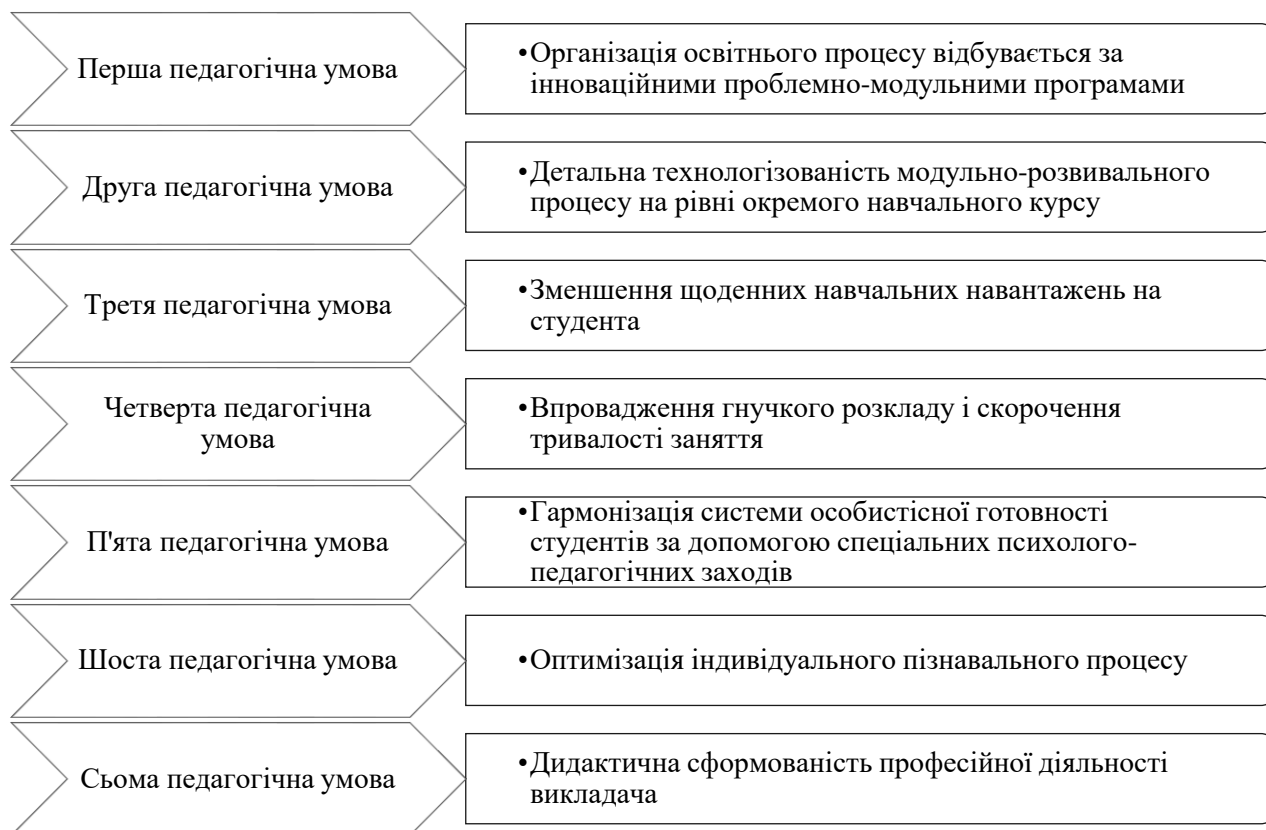 Перша педагогічна умова
•Організація освітнього процесу відбувається за
інноваційними проблемно-модульними програмами
Друга педагогічна умова
•Детальна технологізованість модульно-розвивального
процесу на рівні окремого навчального курсу
Третя педагогічна умова
•Зменшення щоденних навчальних навантажень на
студента
Четверта педагогічна
умова
•Впровадження гнучкого розкладу і скорочення
тривалості заняття
П'ята педагогічна умова
•Гармонізація системи особистісної готовності
студентів за допомогою спеціальних психолого-
педагогічних заходів
Шоста педагогічна умова
•Оптимізація індивідуального пізнавального процесу
Сьома педагогічна умова
•Дидактична сформованість професійної діяльності
викладача